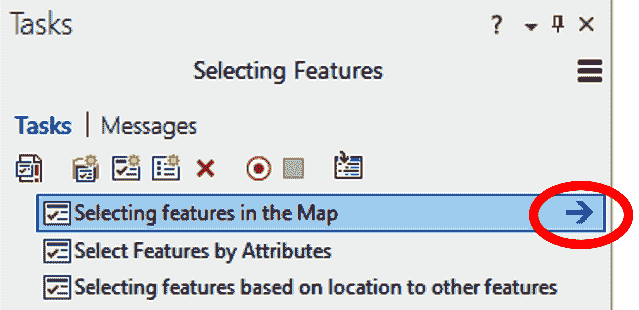 Tasks ?
Selecting Features
Tasks | Messages
Selecting features in the Map
Select Features by Attributes
Selecting features based on location to other features